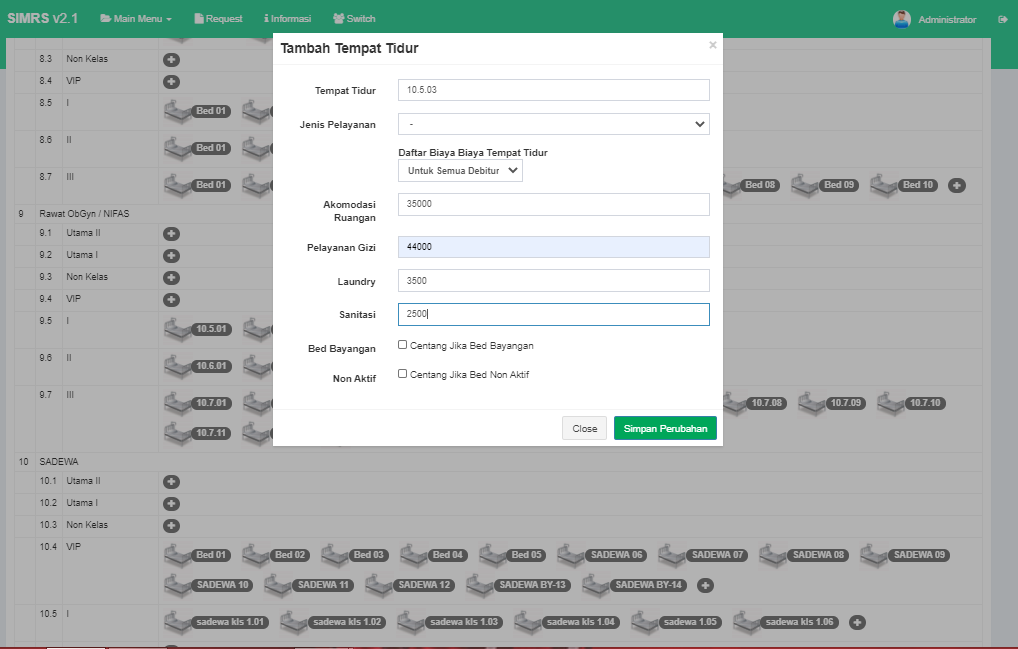 SIMRS v2.1 Main Menu Request Informasi Switch Administrator
Tambah Tempat Tidur ×
Tempat Tidur 10.5.03
Jenis Pelayanan -
Daftar Biaya Biaya Tempat Tidur
Untuk Semua Debitur
Akomodasi Ruangan 35000
Pelayanan Gizi 44000
Laundry 3500
Sanitasi 2500
Bed Bayangan Centang Jika Bed Bayangan
Non Aktif Centang Jika Bed Non Aktif
Close Simpan Perubahan
8.3 Non Kelas
8.4 VIP
8.5 I Bed 01
8.6 II Bed 01
8.7 III Bed 01 Bed 08 Bed 09 Bed 10
9 Rawat ObGyn / NIFAS
9.1 Utama II
9.2 Utama I
9.3 Non Kelas
9.4 VIP
9.5 I 10.5.01
9.6 II 10.6.01
9.7 III 10.7.01 10.7.08 10.7.09 10.7.10
10.7.11
10 SADEWA
10.1 Utama II
10.2 Utama I
10.3 Non Kelas
10.4 VIP Bed 01 Bed 02 Bed 03 Bed 04 Bed 05 SADEWA 06 SADEWA 07 SADEWA 08 SADEWA 09
SADEWA 10 SADEWA 11 SADEWA 12 SADEWA BY-13 SADEWA BY-14
10.5 I sadewa kls 1.01 sadewa kls 1.02 sadewa kls 1.03 sadewa kls 1.04 sadewa 1.05 sadewa kls 1.06